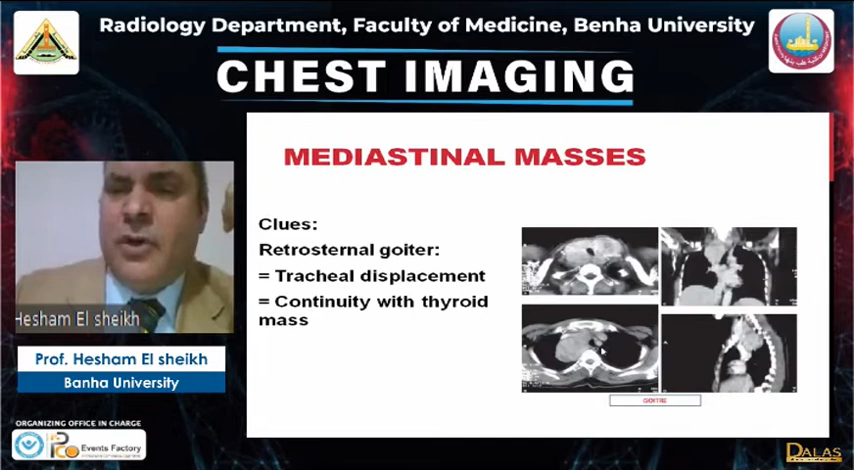 Radiology Department, Faculty of Medicine, Benha University
CHEST IMAGING
MEDIASTINAL MASSES
Clues:
Retrosternal goiter:
= Tracheal displacement
= Continuity with thyroid
mass
GOITRE
Hesham El sheikh
Prof. Hesham El sheikh
Banha University
ORGANIZING OFFICE IN CHARGE
Events Factory
DALAS